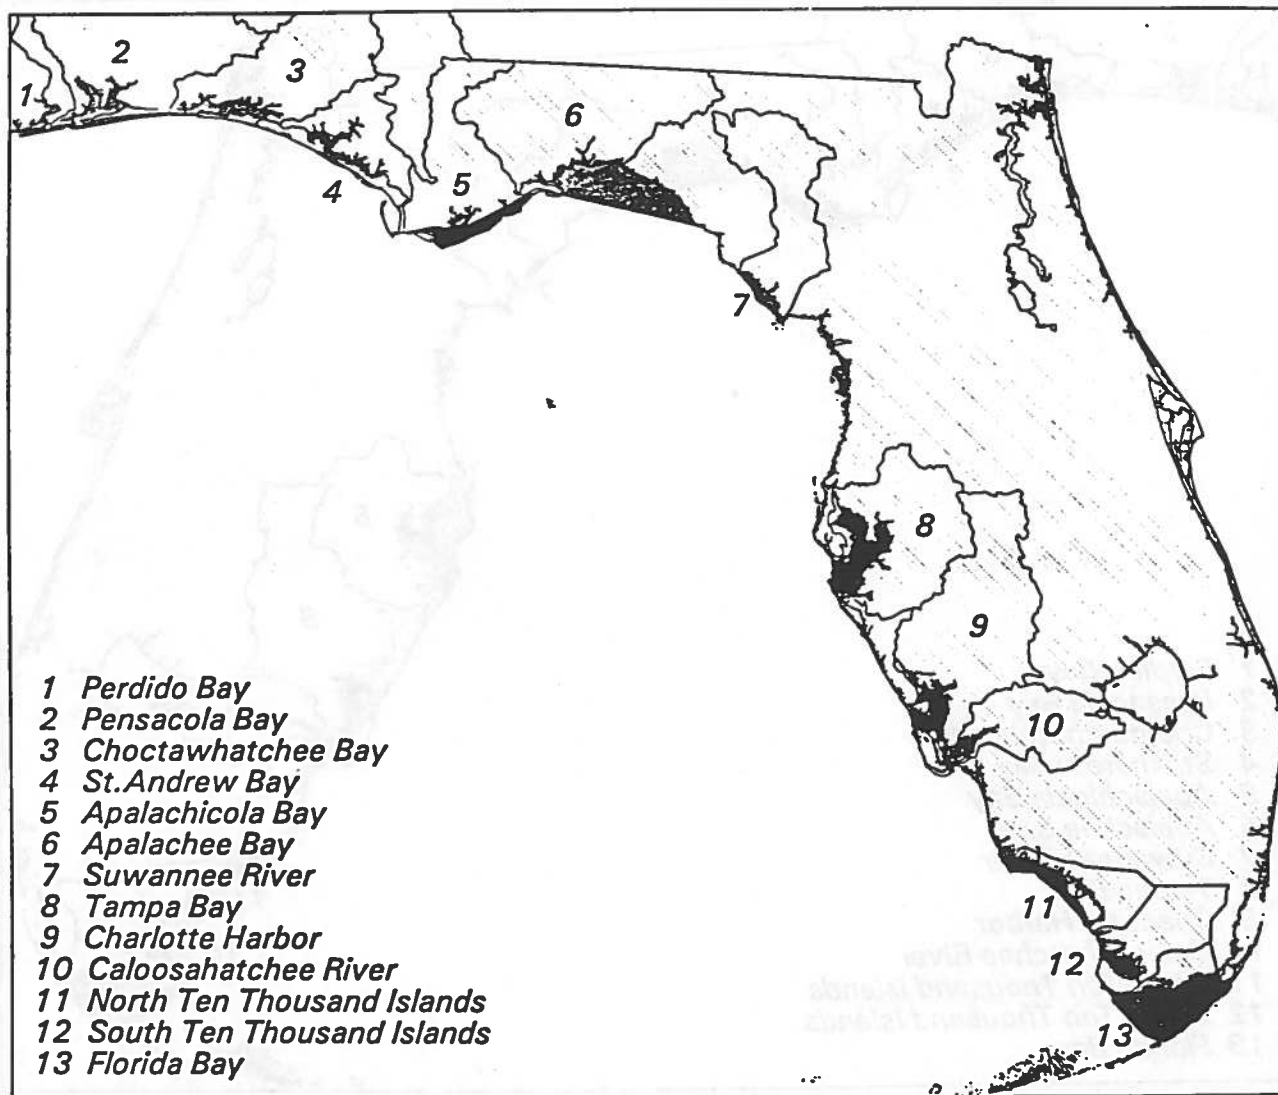 1
2
3
4
5
6
7
8
9
10
11
12
13
1 Perdido Bay
2 Pensacola Bay
3 Choctawhatchee Bay
4 St.Andrew Bay
5 Apalachicola Bay
6 Apalachee Bay
7 Suwannee River
8 Tampa Bay
9 Charlotte Harbor
10 Caloosahatchee River
11 North Ten Thousand Islands
12 South Ten Thousand Islands
13 Florida Bay